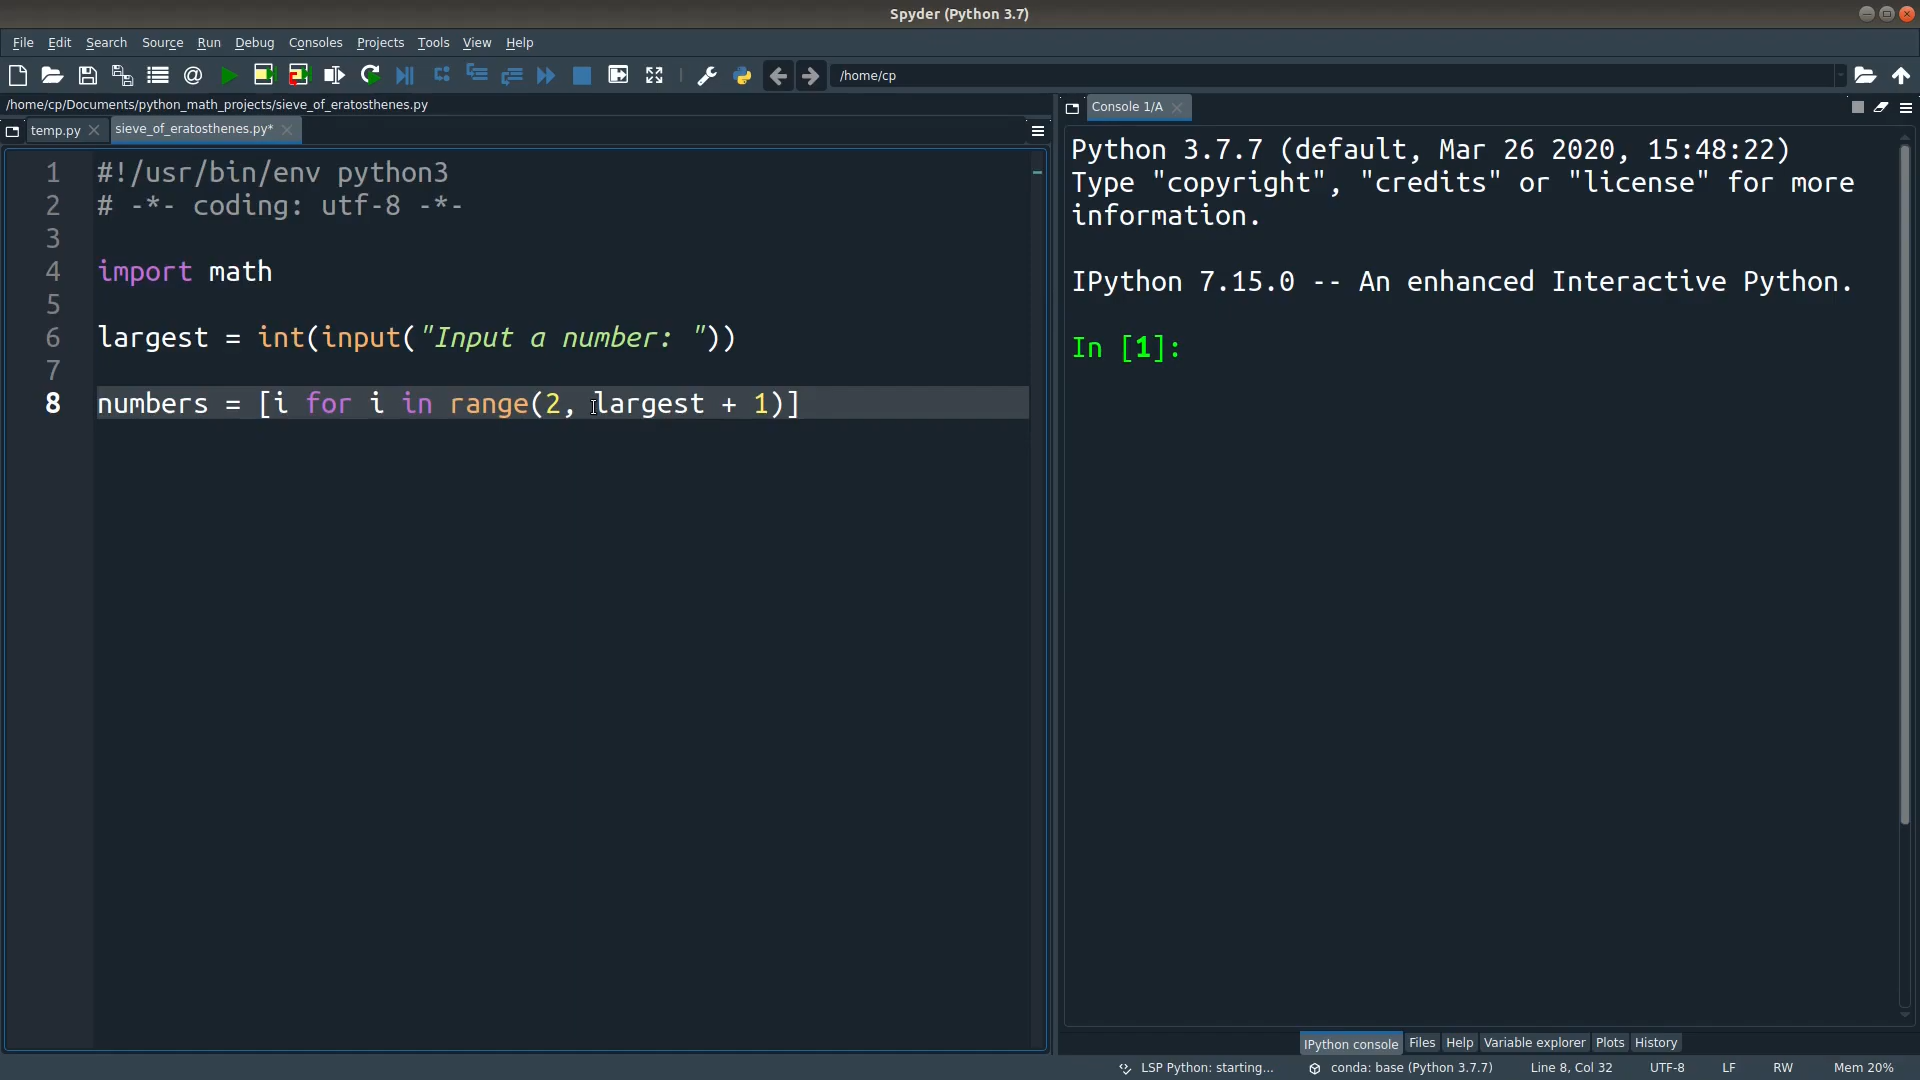 Spyder (Python 3.7)
File Edit Search Source Run Debug Consoles Projects Tools View Help
/home/cp
/home/cp/Documents/python_math_projects/sieve_of_eratosthenes.py
temp.py
sieve_of_eratosthenes.py*
1 #!/usr/bin/env python3
2 # -*- coding: utf-8 -*-
3
4 import math
5
6 largest = int(input("Input a number: "))
7
8 numbers = [i for i in range(2, largest + 1)]
Console 1/A
Python 3.7.7 (default, Mar 26 2020, 15:48:22)
Type "copyright", "credits" or "license" for more
information.
IPython 7.15.0 -- An enhanced Interactive Python.
In [1]:
IPython console Files Help Variable explorer Plots History
LSP Python: starting... conda: base (Python 3.7.7) Line 8, Col 32 UTF-8 LF RW Mem 20%